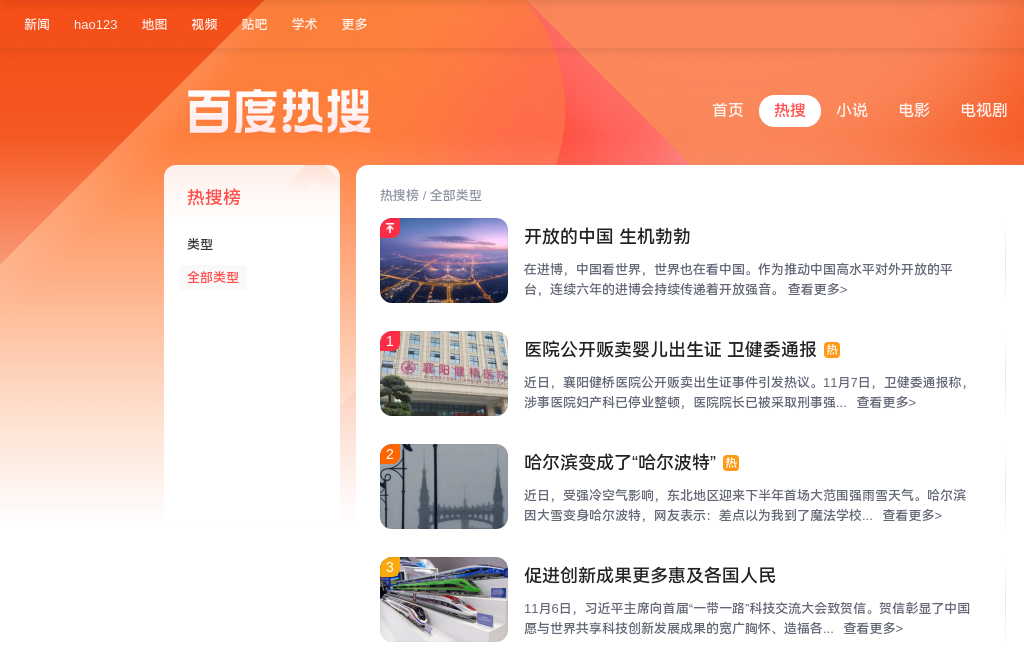 新闻 hao123 地图 视频 贴吧 学术 更多
百度热搜
首页 热搜 小说 电影 电视剧
热搜榜
类型
全部类型
热搜榜 / 全部类型
开放的中国 生机勃勃
在进博，中国看世界，世界也在看中国。作为推动中国高水平对外开放的平
台，连续六年的进博会持续传递着开放强音。 查看更多>
1
襄阳健桥医院
医院公开贩卖婴儿出生证 卫健委通报 热
近日，襄阳健桥医院公开贩卖出生证事件引发热议。11月7日，卫健委通报称，
涉事医院妇产科已停业整顿，医院院长已被采取刑事强... 查看更多>
2
哈尔滨变成了“哈尔波特” 热
近日，受强冷空气影响，东北地区迎来下半年首场大范围强雨雪天气。哈尔滨
因大雪变身哈尔波特，网友表示：差点以为我到了魔法学校... 查看更多>
3
促进创新成果更多惠及各国人民
11月6日，习近平主席向首届“一带一路”科技交流大会致贺信。贺信彰显了中国
愿与世界共享科技创新发展成果的宽广胸怀、造福各... 查看更多>